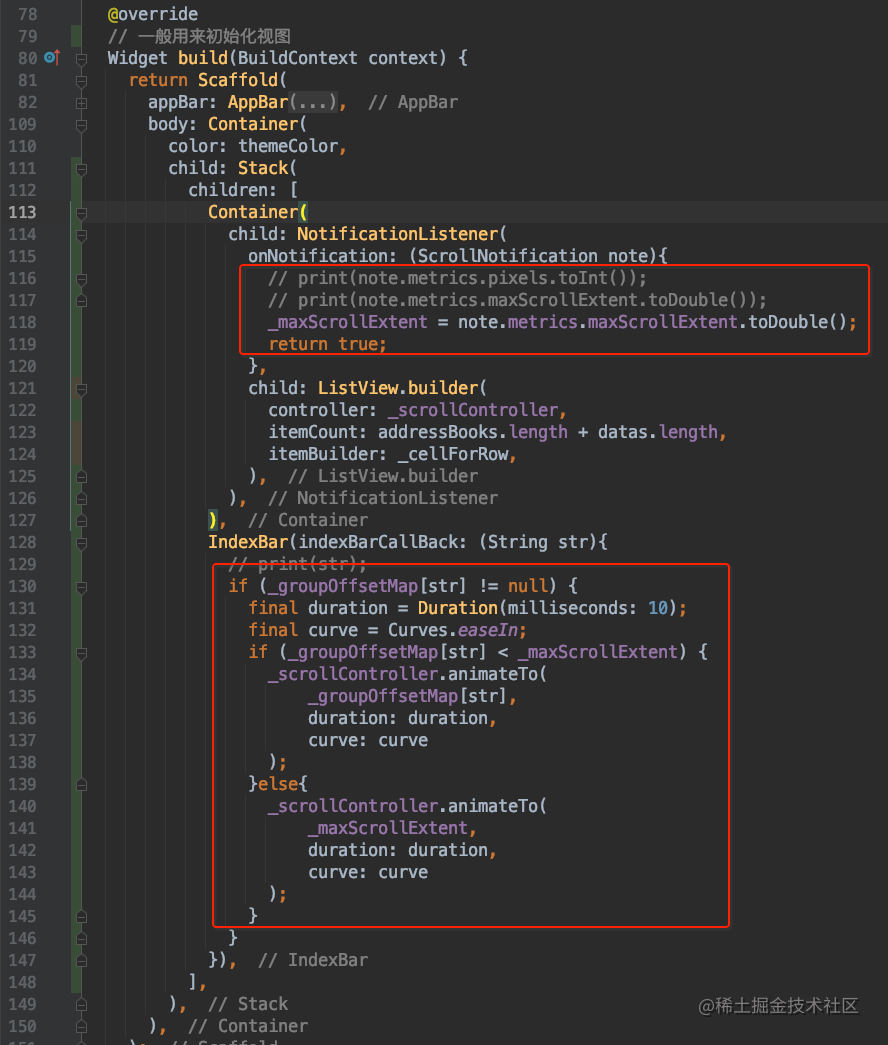 78 @override
79 // 一般用来初始化视图
80 Widget build(BuildContext context) {
81 return Scaffold(
82 appBar: AppBar(...), // AppBar
109 body: Container(
110 color: themeColor,
111 child: Stack(
112 children: [
113 Container(
114 child: NotificationListener(
115 onNotification: (ScrollNotification note){
116 // print(note.metrics.pixels.toInt());
117 // print(note.metrics.maxScrollExtent.toDouble());
118 _maxScrollExtent = note.metrics.maxScrollExtent.toDouble();
119 return true;
120 },
121 child: ListView.builder(
122 controller: _scrollController,
123 itemCount: addressBooks.length + datas.length,
124 itemBuilder: _cellForRow,
125 ), // ListView.builder
126 ), // NotificationListener
127 ), // Container
128 IndexBar(indexBarCallBack: (String str){
129 // print(str);
130 if (_groupOffsetMap[str] != null) {
131 final duration = Duration(milliseconds: 10);
132 final curve = Curves.easeIn;
133 if (_groupOffsetMap[str] < _maxScrollExtent) {
134 _scrollController.animateTo(
135 _groupOffsetMap[str],
136 duration: duration,
137 curve: curve
138 );
139 }else{
140 _scrollController.animateTo(
141 _maxScrollExtent,
142 duration: duration,
143 curve: curve
144 );
145 }
146 }
147 }), // IndexBar
148 ],
149 ), // Stack
150 ), // Container
151 ); // Scaffold
@稀土掘金技术社区